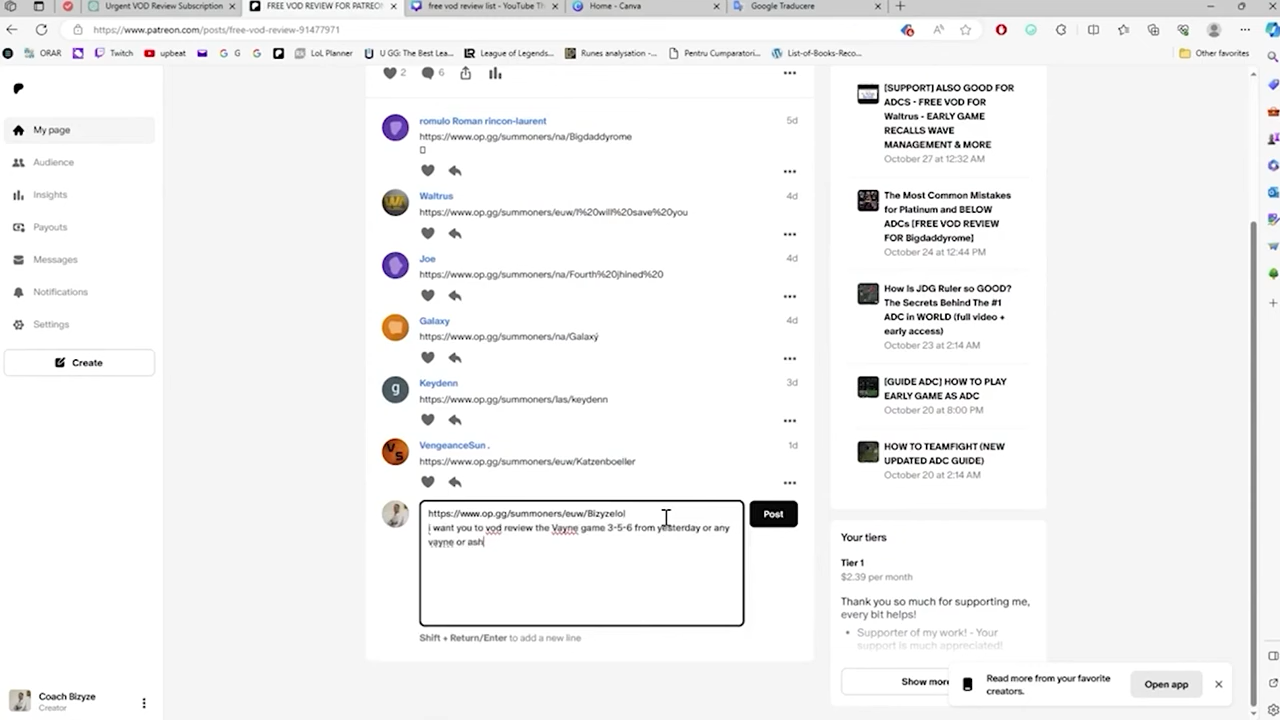 Urgent VOD Review Subscription
FREE VOD REVIEW FOR PATREO
free vod review list - YouTube Th
Home - Canva
Google Traducere
https://www.patreon.com/posts/free-vod-review-91477971
ORAR
Twitch
upbeat
G
G
LoL Planner
U GG: The Best Lea...
League of Legends...
Runes analysation -...
Pentru Cumparatori...
List-of-Books-Reco...
Other favorites
2
6
My page
Audience
Insights
Payouts
Messages
Notifications
Settings
Create
Coach Bizyze
Creator
romulo Roman rincon-laurent
5d
https://www.op.gg/summoners/na/Bigdaddyrome
Waltrus
4d
https://www.op.gg/summoners/euw/I%20will%20save%20you
Joe
4d
https://www.op.gg/summoners/na/Fourth%20jhined%20
Galaxy
4d
https://www.op.gg/summoners/na/Galaxý
g
Keydenn
3d
https://www.op.gg/summoners/las/keydenn
VS
VengeanceSun .
1d
https://www.op.gg/summoners/euw/Katzenboeller
https://www.op.gg/summoners/euw/Bizyzelol
i want you to vod review the Vayne game 3-5-6 from yesterday or any
vayne or ash
Post
Shift + Return/Enter to add a new line
[SUPPORT] ALSO GOOD FOR
ADCS - FREE VOD FOR
Waltrus - EARLY GAME
RECALLS WAVE
MANAGEMENT & MORE
October 27 at 12:32 AM
The Most Common Mistakes
for Platinum and BELOW
ADCs [FREE VOD REVIEW
FOR Bigdaddyrome]
October 24 at 12:44 PM
How Is JDG Ruler so GOOD?
The Secrets Behind The #1
ADC in WORLD (full video +
early access)
October 23 at 2:14 AM
[GUIDE ADC] HOW TO PLAY
EARLY GAME AS ADC
October 20 at 8:00 PM
HOW TO TEAMFIGHT (NEW
UPDATED ADC GUIDE)
October 20 at 2:14 AM
Your tiers
Tier 1
$2.39 per month
Thank you so much for supporting me,
every bit helps!
Supporter of my work! - Your
support is much appreciated!
Show more
Read more from your favorite
creators.
Open app